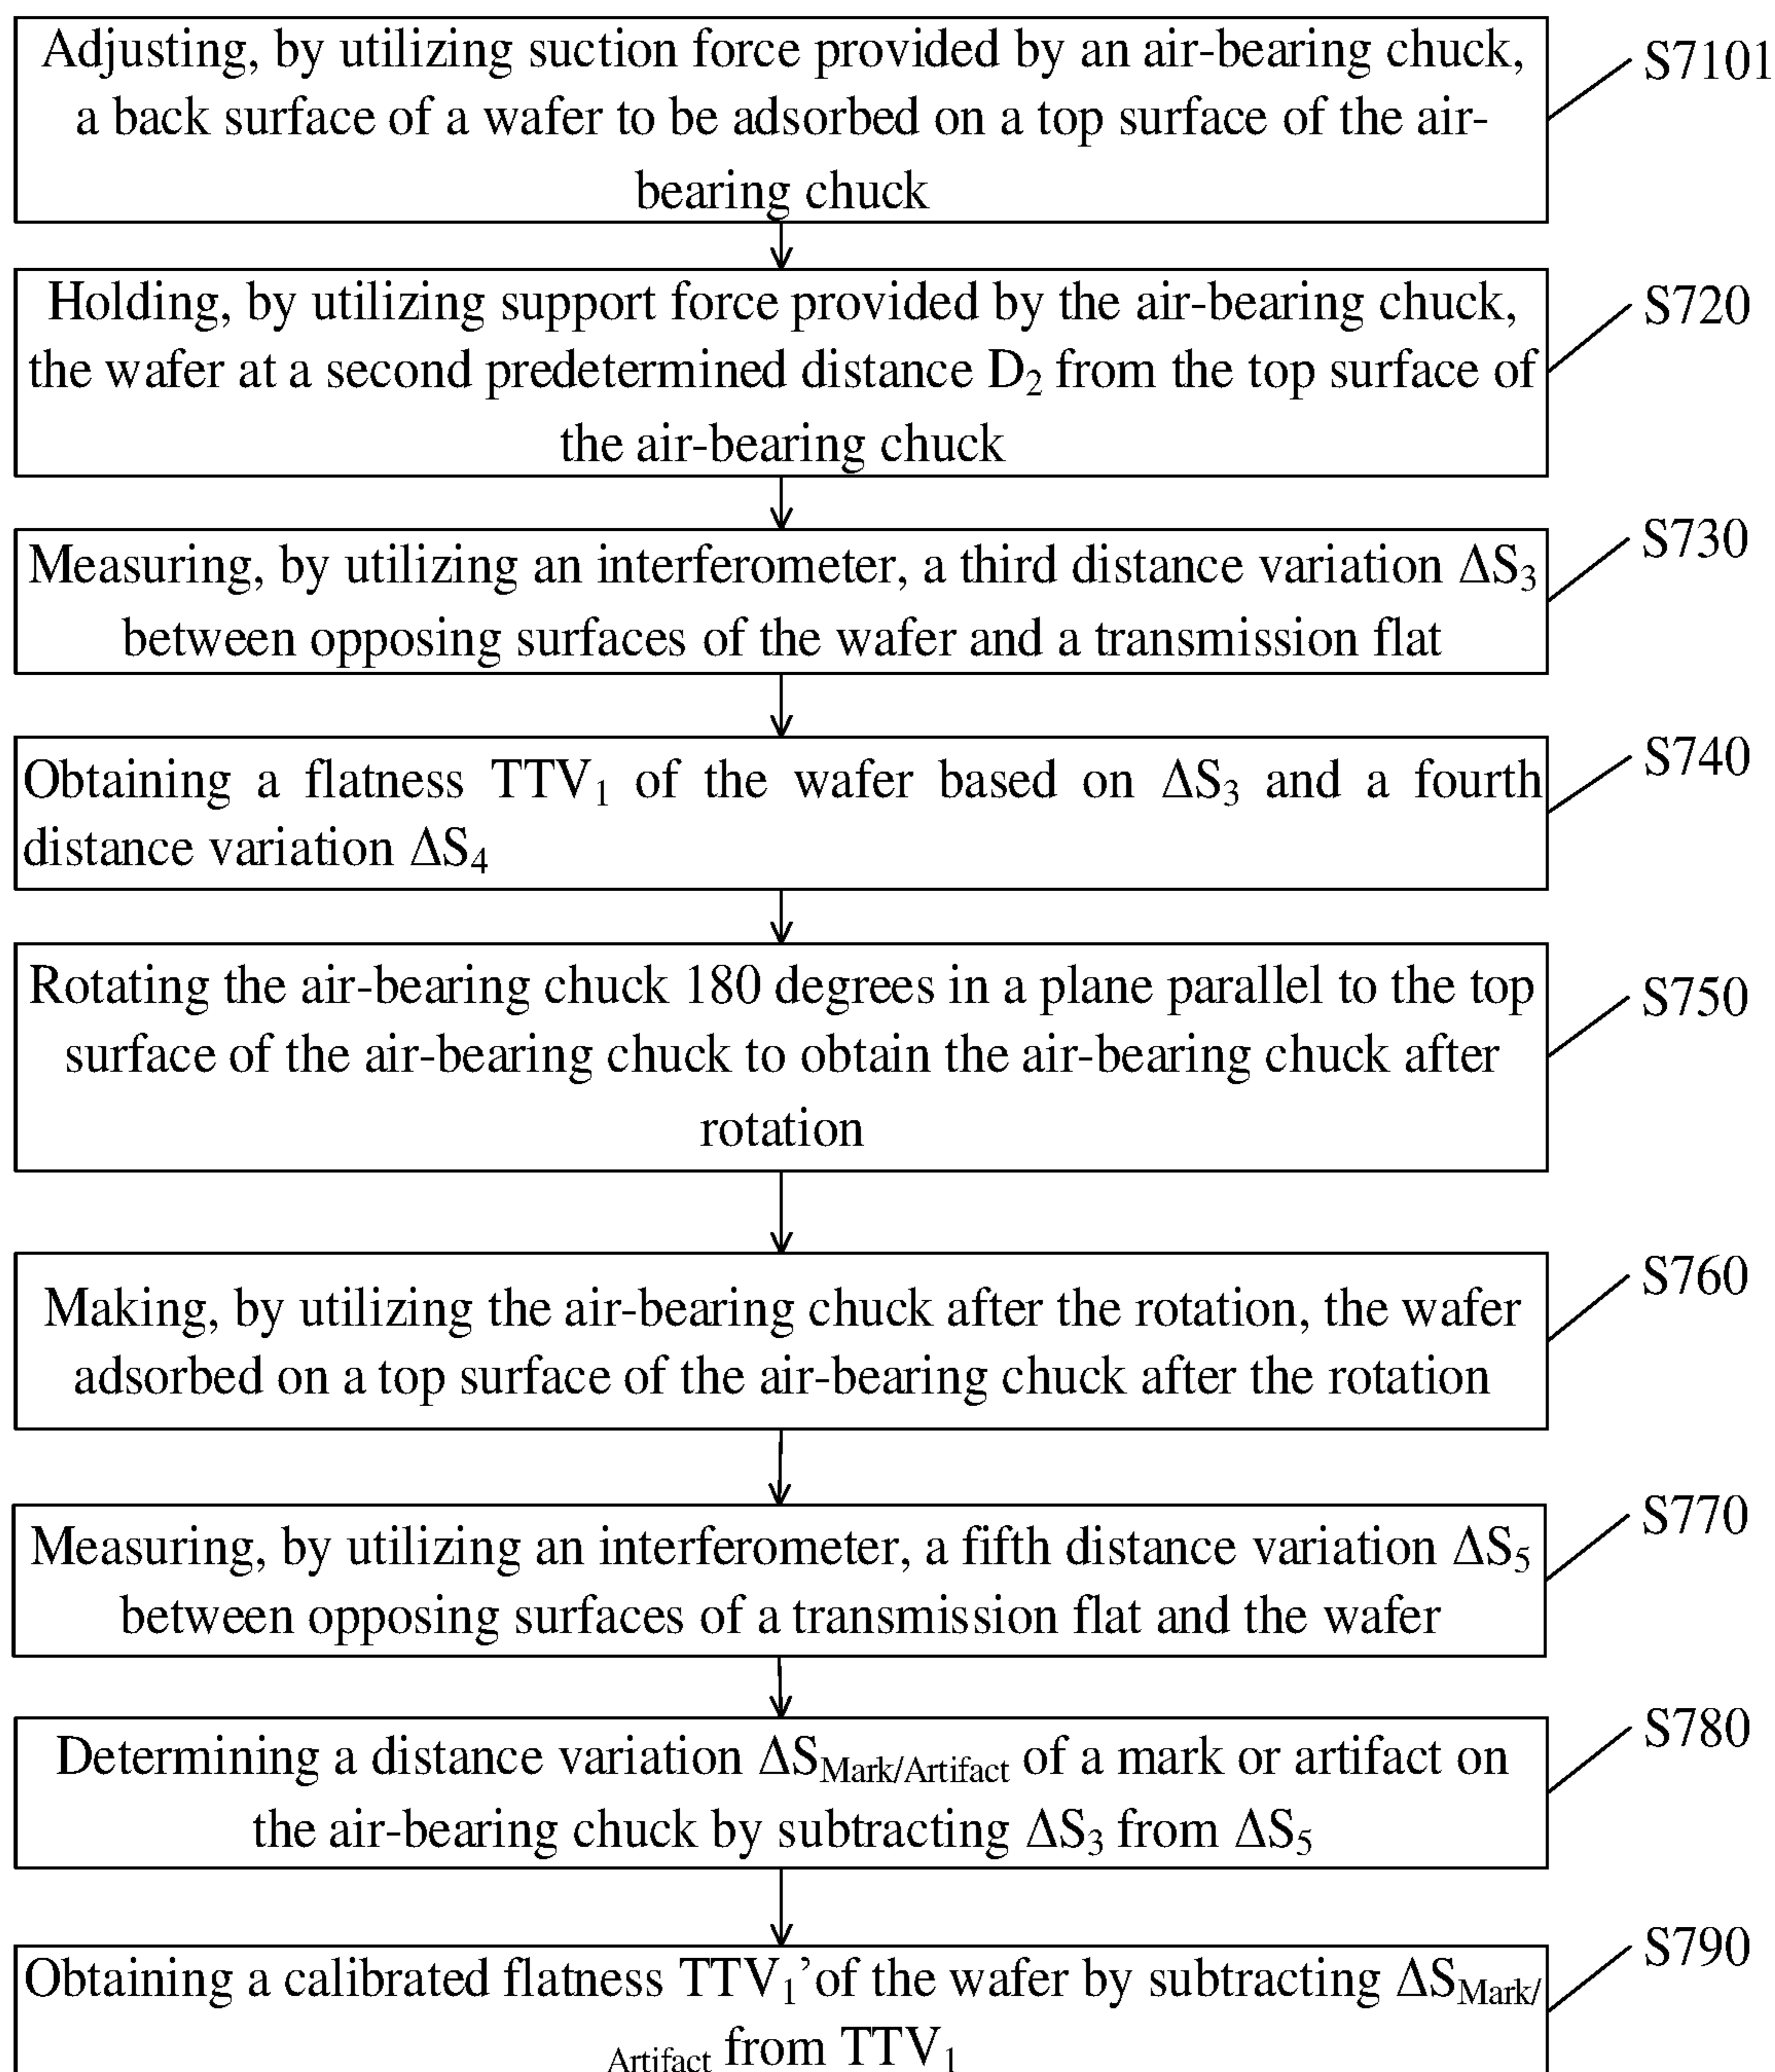 Adjusting, by utilizing suction force provided by an air-bearing chuck,
a back surface of a wafer to be adsorbed on a top surface of the air-
bearing chuck
S7101
Holding, by utilizing support force provided by the air-bearing chuck,
the wafer at a second predetermined distance D₂ from the top surface of
the air-bearing chuck
S720
Measuring, by utilizing an interferometer, a third distance variation ΔS₃
between opposing surfaces of the wafer and a transmission flat
S730
Obtaining a flatness TTV₁ of the wafer based on ΔS₃ and a fourth
distance variation ΔS₄
S740
Rotating the air-bearing chuck 180 degrees in a plane parallel to the top
surface of the air-bearing chuck to obtain the air-bearing chuck after
rotation
S750
Making, by utilizing the air-bearing chuck after the rotation, the wafer
adsorbed on a top surface of the air-bearing chuck after the rotation
S760
Measuring, by utilizing an interferometer, a fifth distance variation ΔS₅
between opposing surfaces of a transmission flat and the wafer
S770
Determining a distance variation ΔS_Mark/Artifact of a mark or artifact on
the air-bearing chuck by subtracting ΔS₃ from ΔS₅
S780
Obtaining a calibrated flatness TTV₁’of the wafer by subtracting ΔS_Mark/
Artifact from TTV₁
S790